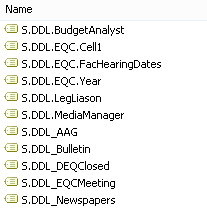 Name
S.DDL.BudgetAnalyst
S.DDL.EQC.Cell1
S.DDL.EQC.FacHearingDates
S.DDL.EQC.Year
S.DDL.LegLiason
S.DDL.MediaManager
S.DDL_AAG
S.DDL_Bulletin
S.DDL_DEQClosed
S.DDL_EQCMeeting
S.DDL_Newspapers